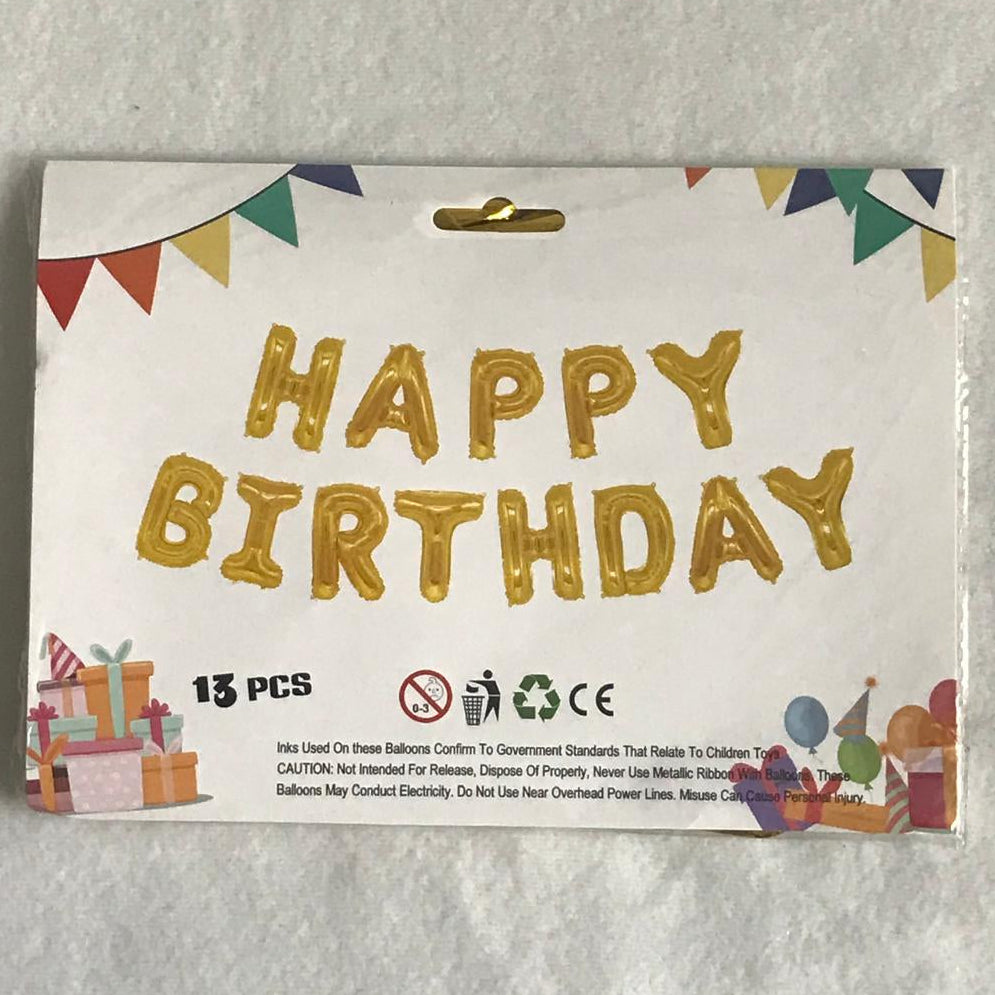 HAPPY
BIRTHDAY
13 PCS
0-3
CE
Inks Used On these Balloons Confirm To Government Standards That Relate To Children Toys
CAUTION: Not Intended For Release, Dispose Of Properly, Never Use Metallic Ribbon With Balloons, These
Balloons May Conduct Electricity. Do Not Use Near Overhead Power Lines. Misuse Can Cause Personal Injury.